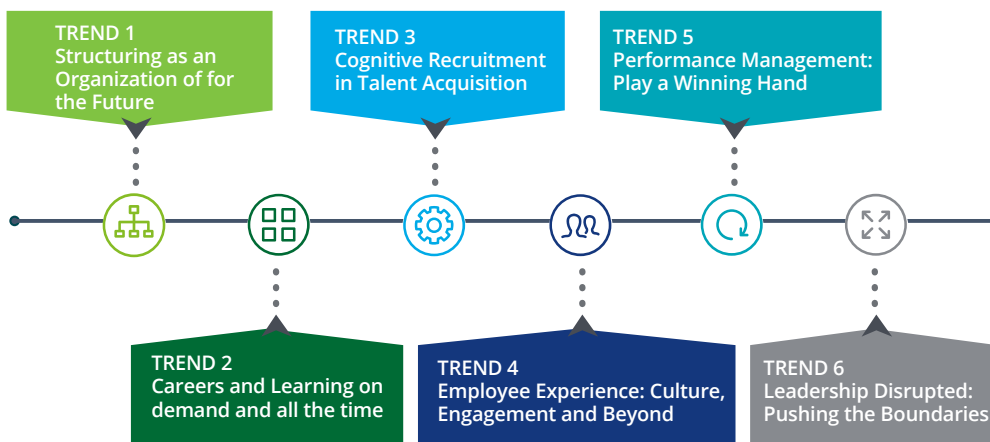 TREND 1
Structuring as an
Organization of for
the Future
TREND 3
Cognitive Recruitment
in Talent Acquisition
TREND 5
Performance Management:
Play a Winning Hand
TREND 2
Careers and Learning on
demand and all the time
TREND 4
Employee Experience: Culture,
Engagement and Beyond
TREND 6
Leadership Disrupted:
Pushing the Boundaries